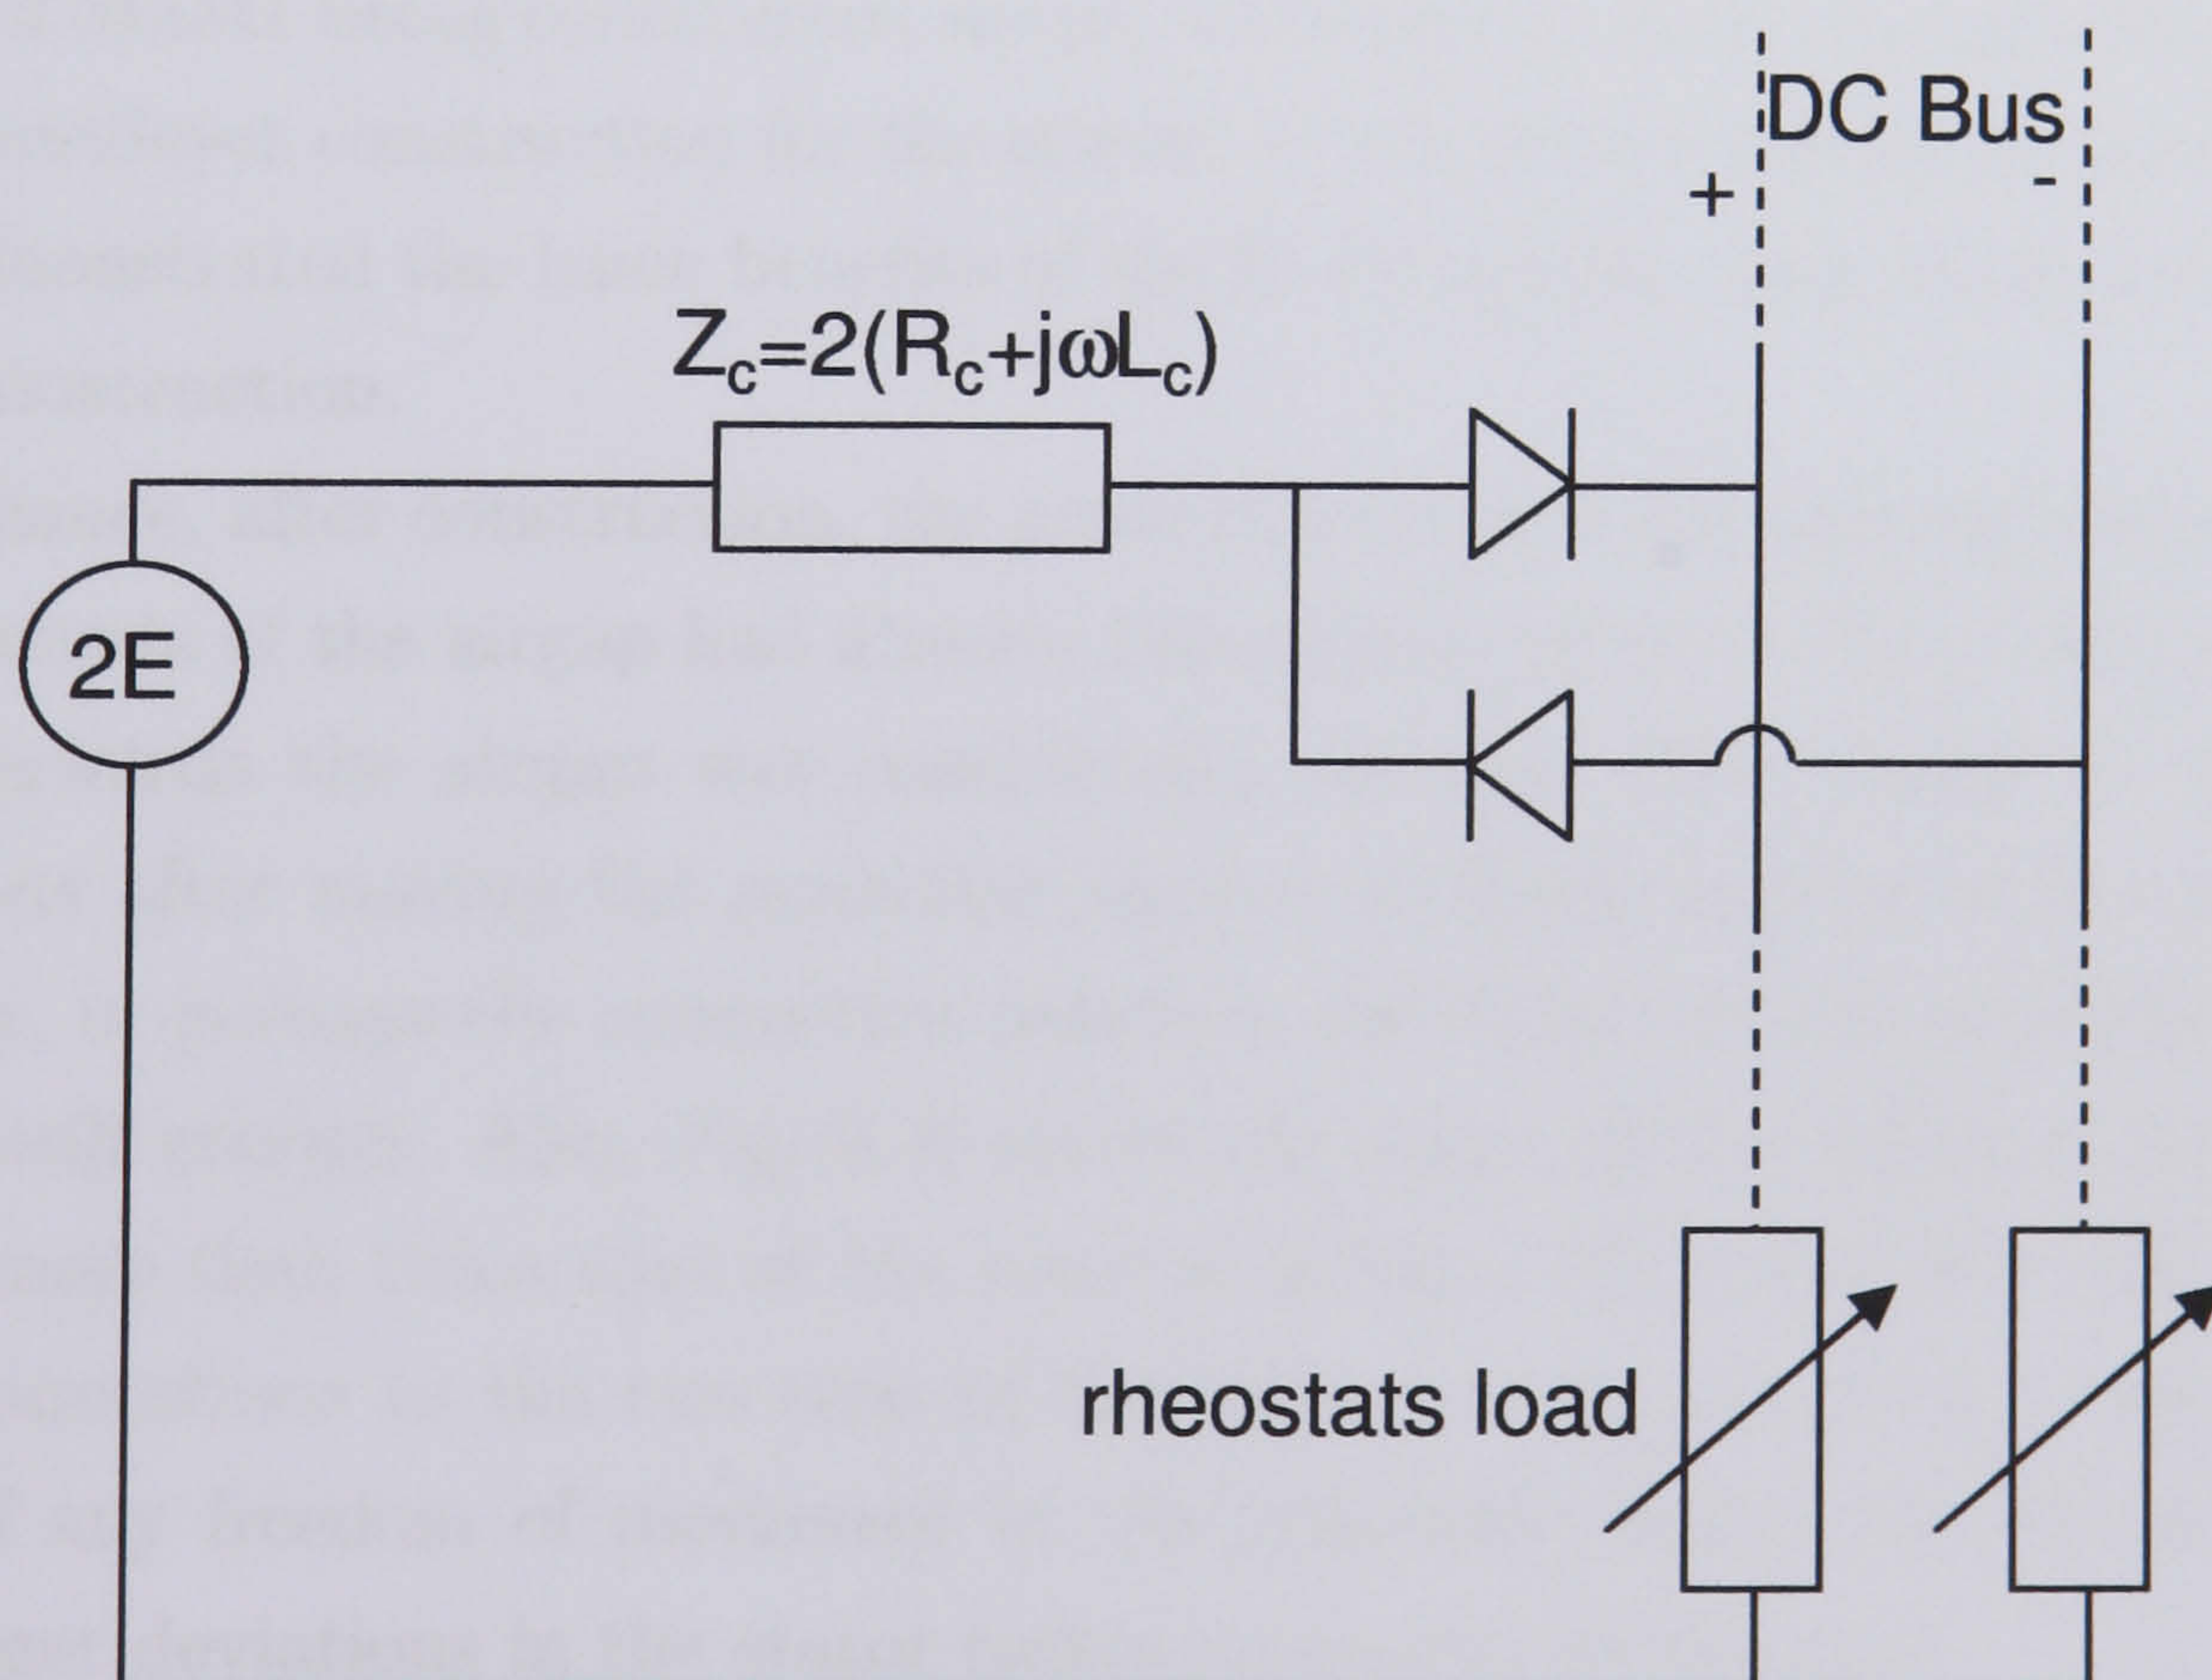 DC Bus
+ -
Zc=2(Rc+jωLc)
2E
rheostats load